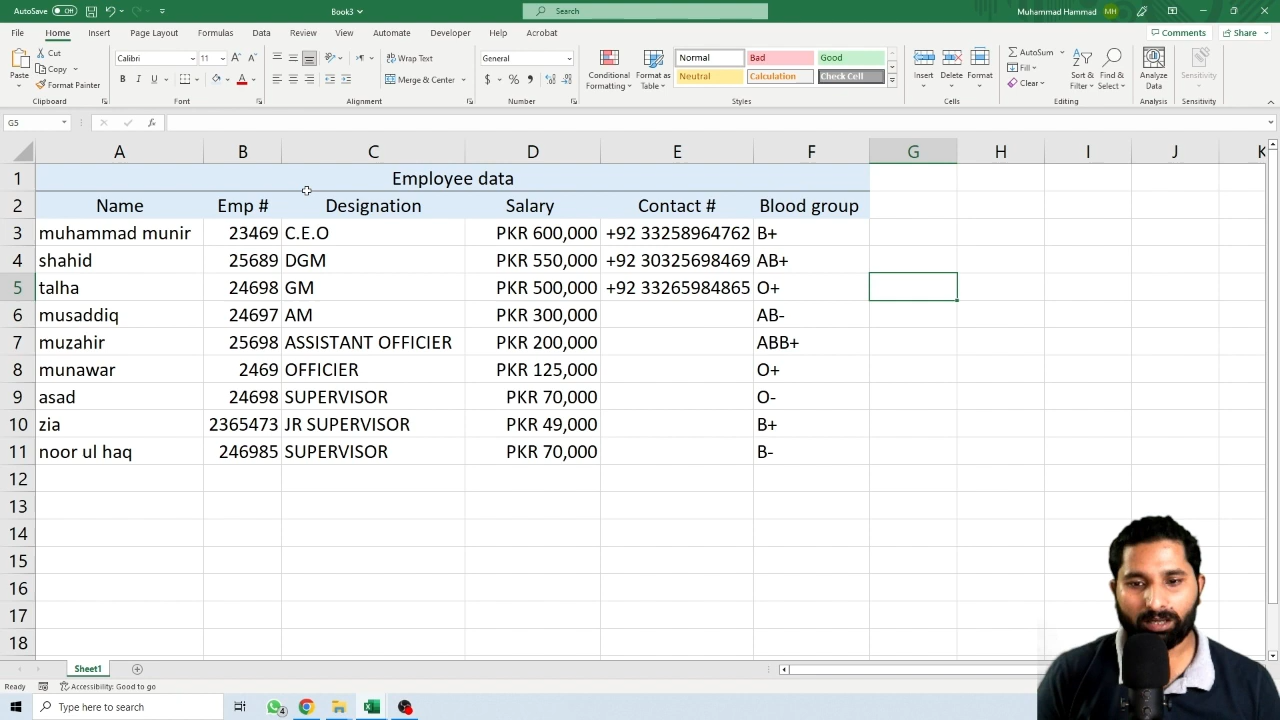 AutoSave Off Book3 Search Muhammad Hammad MH
File Home Insert Page Layout Formulas Data Review View Automate Developer Help Acrobat Comments Share
Paste Cut Copy Format Painter Clipboard
Calibri 11 B I U A Font
Wrap Text Merge & Center Alignment
General $ % Number
Conditional Formatting Format as Table Normal Bad Good Neutral Calculation Check Cell Styles
Insert Delete Format Cells
AutoSum Fill Clear Sort & Filter Find & Select Editing
Analyze Data Analysis
Sensitivity Sensitivity
G5 fx
A B C D E F G H I J K
1 Employee data
2 Name Emp # Designation Salary Contact # Blood group
3 muhammad munir 23469 C.E.O PKR 600,000 +92 33258964762 B+
4 shahid 25689 DGM PKR 550,000 +92 30325698469 AB+
5 talha 24698 GM PKR 500,000 +92 33265984865 O+
6 musaddiq 24697 AM PKR 300,000 AB-
7 muzahir 25698 ASSISTANT OFFICIER PKR 200,000 ABB+
8 munawar 2469 OFFICIER PKR 125,000 O+
9 asad 24698 SUPERVISOR PKR 70,000 O-
10 zia 2365473 JR SUPERVISOR PKR 49,000 B+
11 noor ul haq 246985 SUPERVISOR PKR 70,000 B-
12
13
14
15
16
17
18
Sheet1
Ready Accessibility: Good to go
Type here to search 4